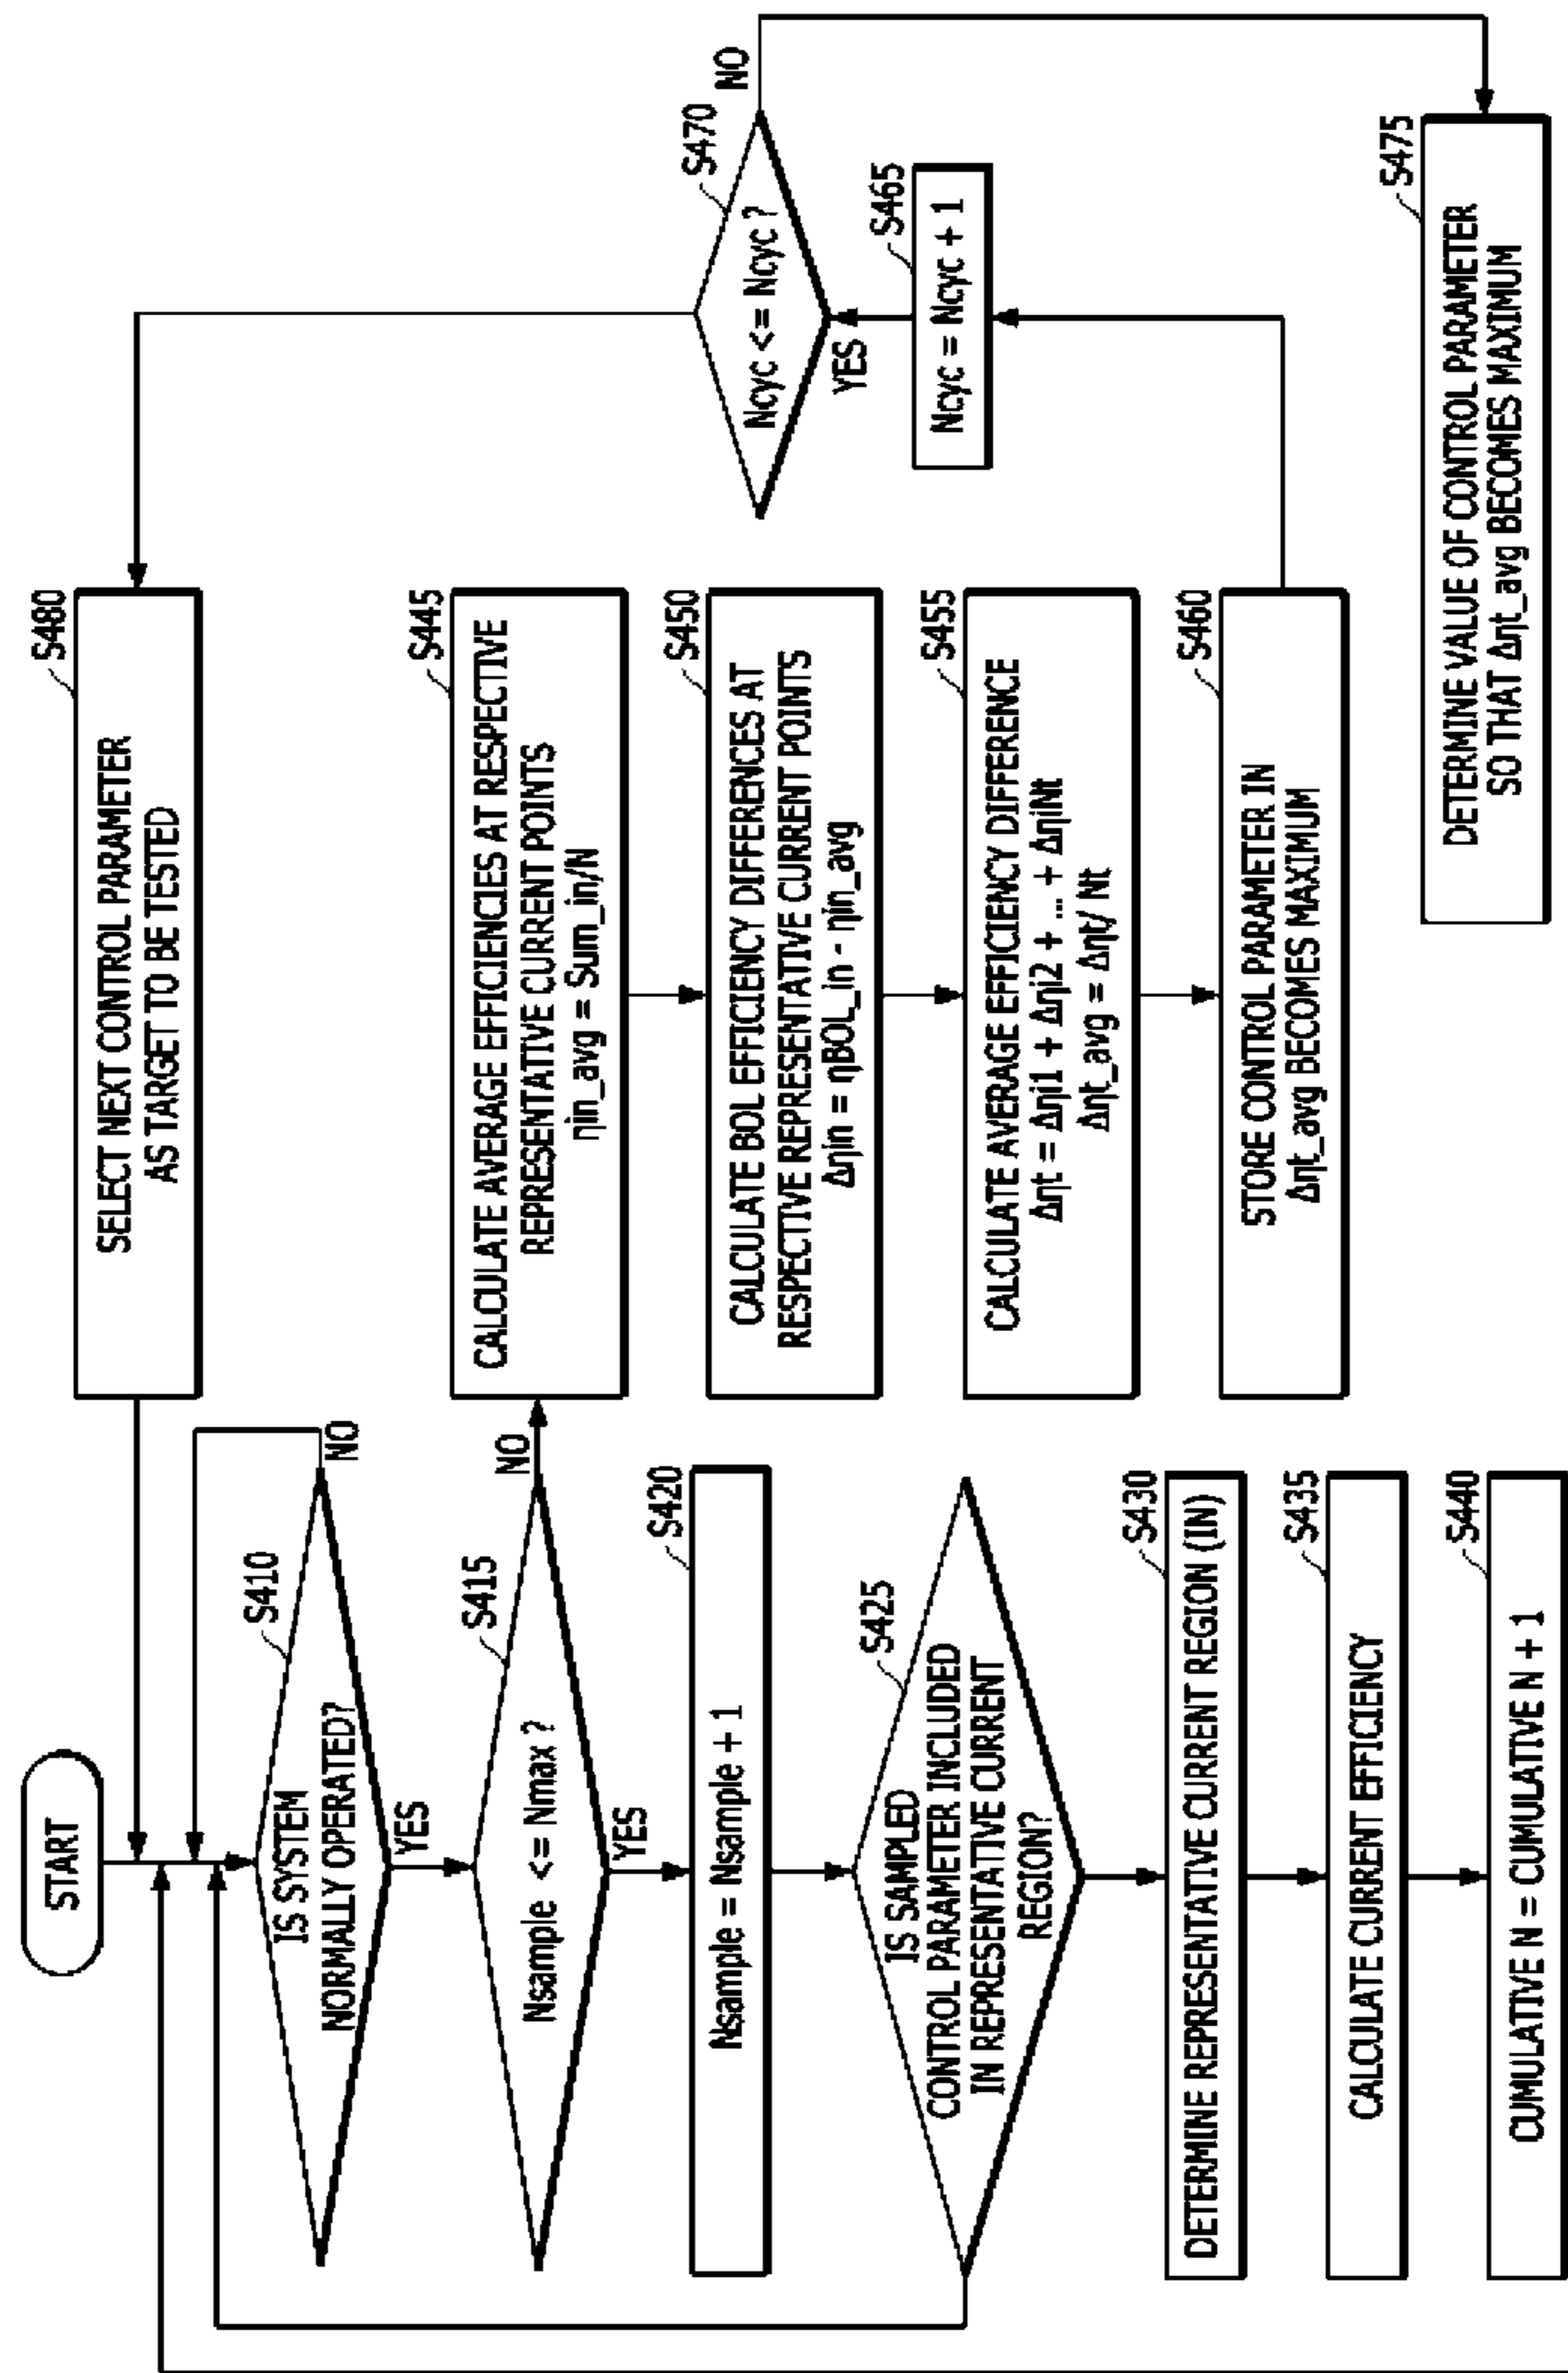 START
S410
IS SYSTEM
NORMALLY OPERATED?
NO
YES
S415
Nsample <= Nmax ?
NO
YES
S420
Nsample = Nsample + 1
S425
IS SAMPLED
CONTROL PARAMETER INCLUDED
IN REPRESENTATIVE CURRENT
REGION?
S430
DETERMINE REPRESENTATIVE CURRENT REGION (IN)
S435
CALCULATE CURRENT EFFICIENCY
S440
CUMULATIVE N = CUMULATIVE N + 1
S480
SELECT NEXT CONTROL PARAMETER
AS TARGET TO BE TESTED
S445
CALCULATE AVERAGE EFFICIENCIES AT RESPECTIVE
REPRESENTATIVE CURRENT POINTS
ηin_avg = Sum_in/N
S450
CALCULATE BOL EFFICIENCY DIFFERENCES AT
RESPECTIVE REPRESENTATIVE CURRENT POINTS
Δηin = ηBOL_in - ηin_avg
S455
CALCULATE AVERAGE EFFICIENCY DIFFERENCE
Δηt = Δηi1 + Δηi2 + ... + ΔηiNt
Δηt_avg = Δηt/ Nt
S460
STORE CONTROL PARAMETER IN
Δηt_avg BECOMES MAXIMUM
S470
Ncyc <= Ncyc ?
NO
YES
S465
Ncyc = Ncyc + 1
S475
DETERMINE VALUE OF CONTROL PARAMETER
SO THAT Δηt_avg BECOMES MAXIMUM